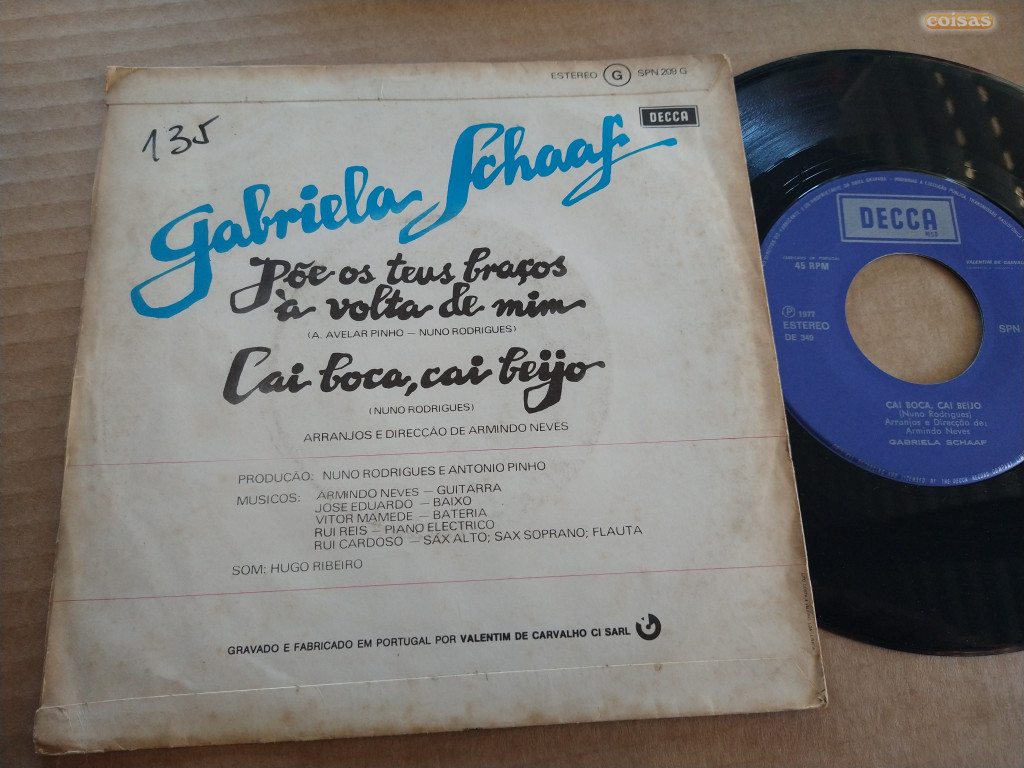 coisas
ESTEREO G SPN 209 G
DECCA
135
Gabriela Schaaf
Põe os teus braços
à volta de mim
(A. AVELAR PINHO — NUNO RODRIGUES)
Cai boca, cai beijo
(NUNO RODRIGUES)
ARRANJOS E DIRECÇÃO DE ARMINDO NEVES
PRODUÇÃO: NUNO RODRIGUES E ANTONIO PINHO
MUSICOS: ARMINDO NEVES — GUITARRA
JOSE EDUARDO — BAIXO
VITOR MAMEDE — BATERIA
RUI REIS — PIANO ELECTRICO
RUI CARDOSO — SAX ALTO; SAX SOPRANO; FLAUTA
SOM: HUGO RIBEIRO
GRAVADO E FABRICADO EM PORTUGAL POR VALENTIM DE CARVALHO CI SARL
DECCA
45 RPM
VALENTIM DE
Ⓟ 1977
ESTEREO
DE 349
SPN
CAI BOCA, CAI BEIJO
(Nuno Rodrigues)
Arranjos e Direcção de:
Armindo Neves
GABRIELA SCHAAF